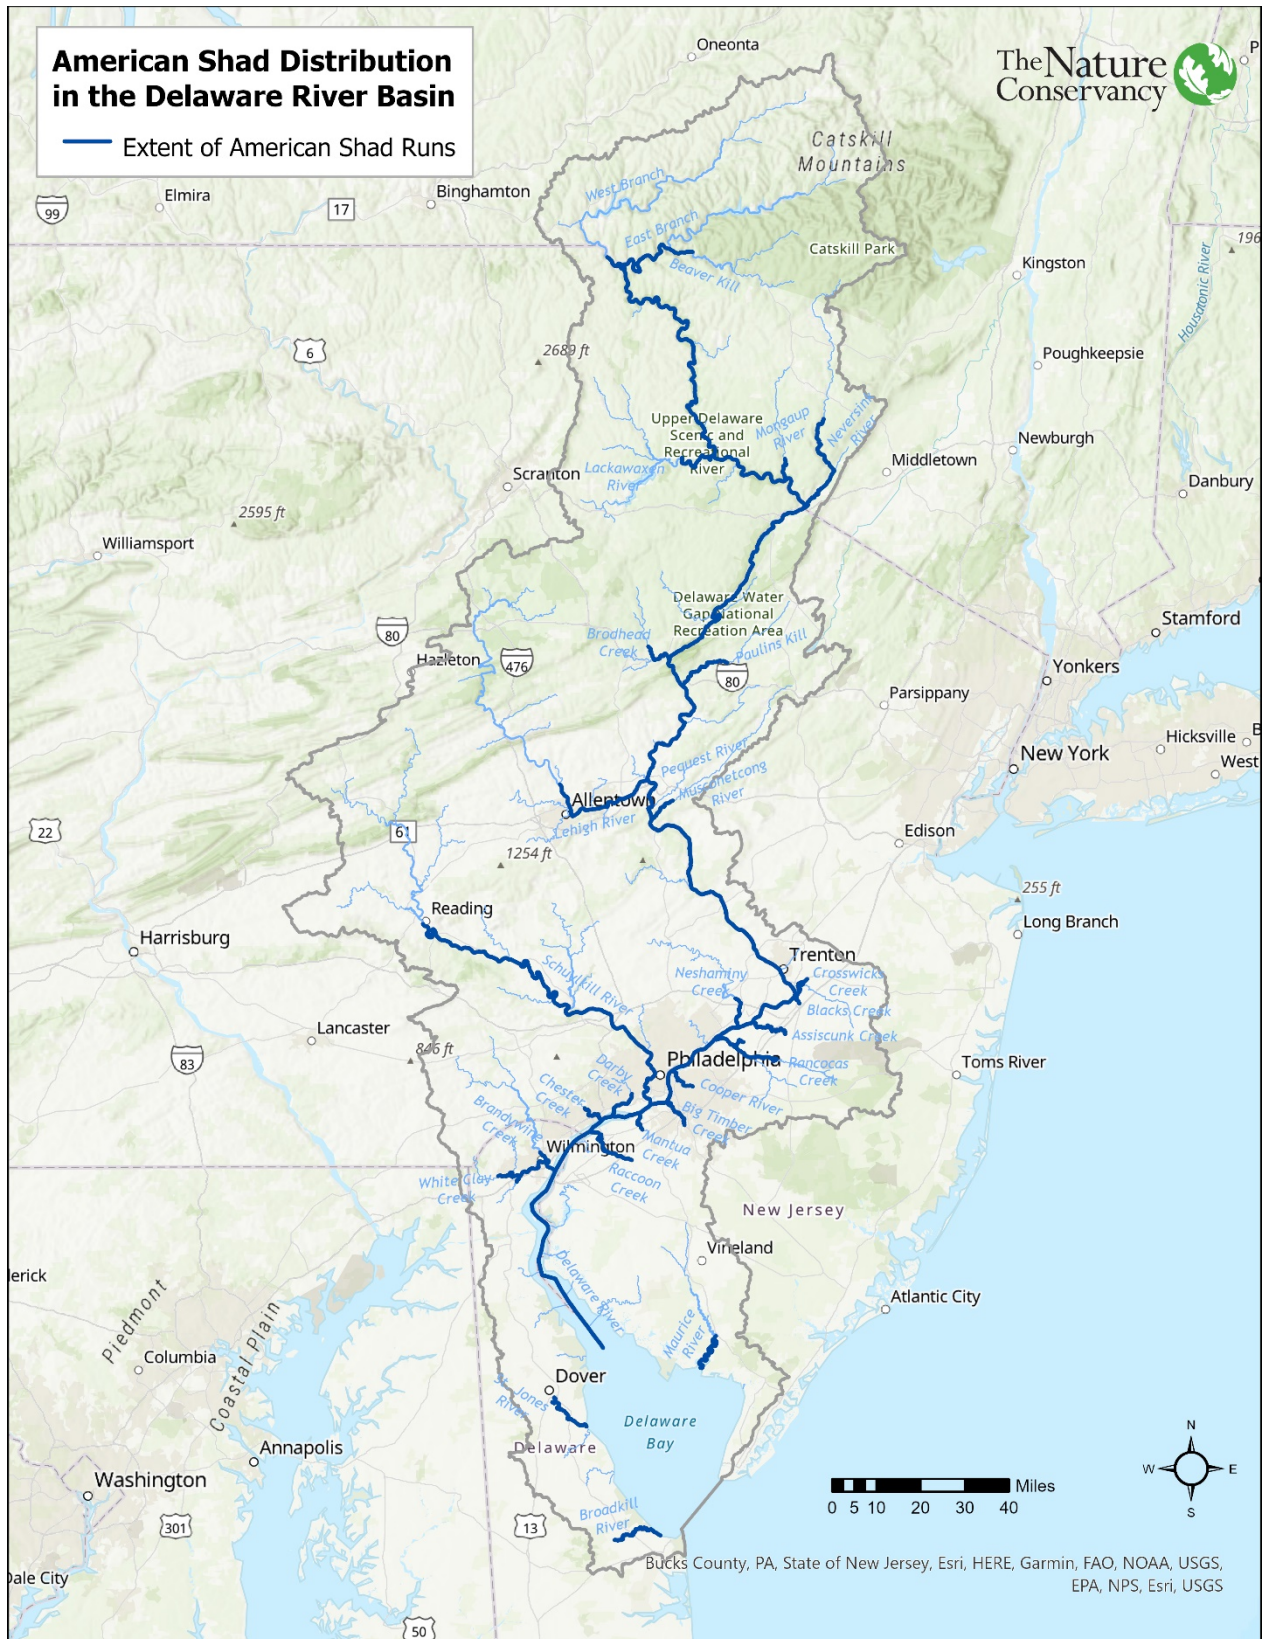 American Shad Distribution
in the Delaware River Basin
Extent of American Shad Runs
The Nature
Conservancy
Oneonta
P
Catskill
Mountains
West Branch
Elmira
Binghamton
99
17
East Branch
Catskill Park
196
Beaver Kill
Kingston
Housatonic River
6
2689 ft
Poughkeepsie
Upper Delaware
Scenic and
Recreational
River
Mongaup
River
Neversink
River
Newburgh
Middletown
Lackawaxen
River
Scranton
Danbury
2595 ft
Williamsport
Delaware Water
Gap National
Recreation Area
Stamford
80
Brodhead
Creek
Paulins Kill
Hazleton
476
80
Yonkers
Parsippany
Hicksville
B
New York
West
Pequest River
Musconetcong
River
Allentown
Lehigh River
22
61
Edison
1254 ft
255 ft
Reading
Long Branch
Harrisburg
Trenton
Schuylkill River
Neshaminy
Creek
Crosswicks
Creek
Blacks Creek
Lancaster
Assiscunk Creek
83
846 ft
Philadelphia
Rancocas
Creek
Toms River
Darby
Creek
Chester
Creek
Cooper River
Brandywine
Creek
Big Timber
Creek
Mantua
Creek
Wilmington
Raccoon
Creek
White Clay
Creek
New Jersey
Vineland
Delaware River
derick
Piedmont
Coastal Plain
Atlantic City
Maurice
River
Columbia
Dover
St. Jones
River
Delaware
Bay
Delaware
Annapolis
Washington
N
W E
S
Miles
0 5 10 20 30 40
Broadkill
River
301
13
Bucks County, PA, State of New Jersey, Esri, HERE, Garmin, FAO, NOAA, USGS,
EPA, NPS, Esri, USGS
Dale City
50